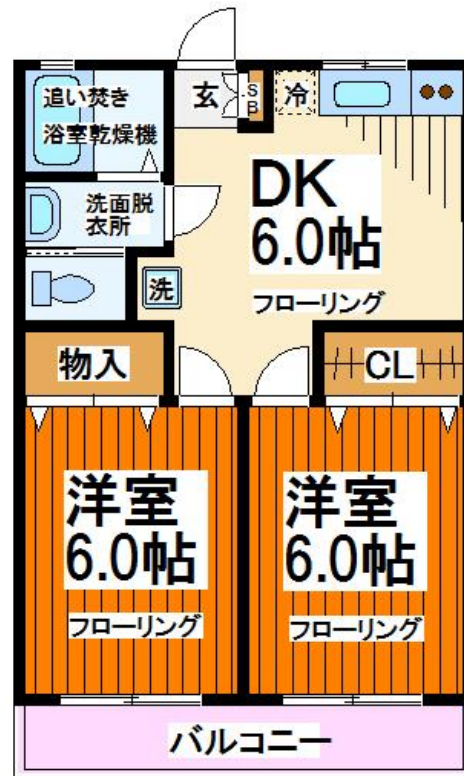 追い焚き
浴室乾燥機
玄
SB
冷
洗面脱
衣所
DK
6.0帖
フローリング
洗
物入
CL
洋室
6.0帖
フローリング
洋室
6.0帖
フローリング
バルコニー